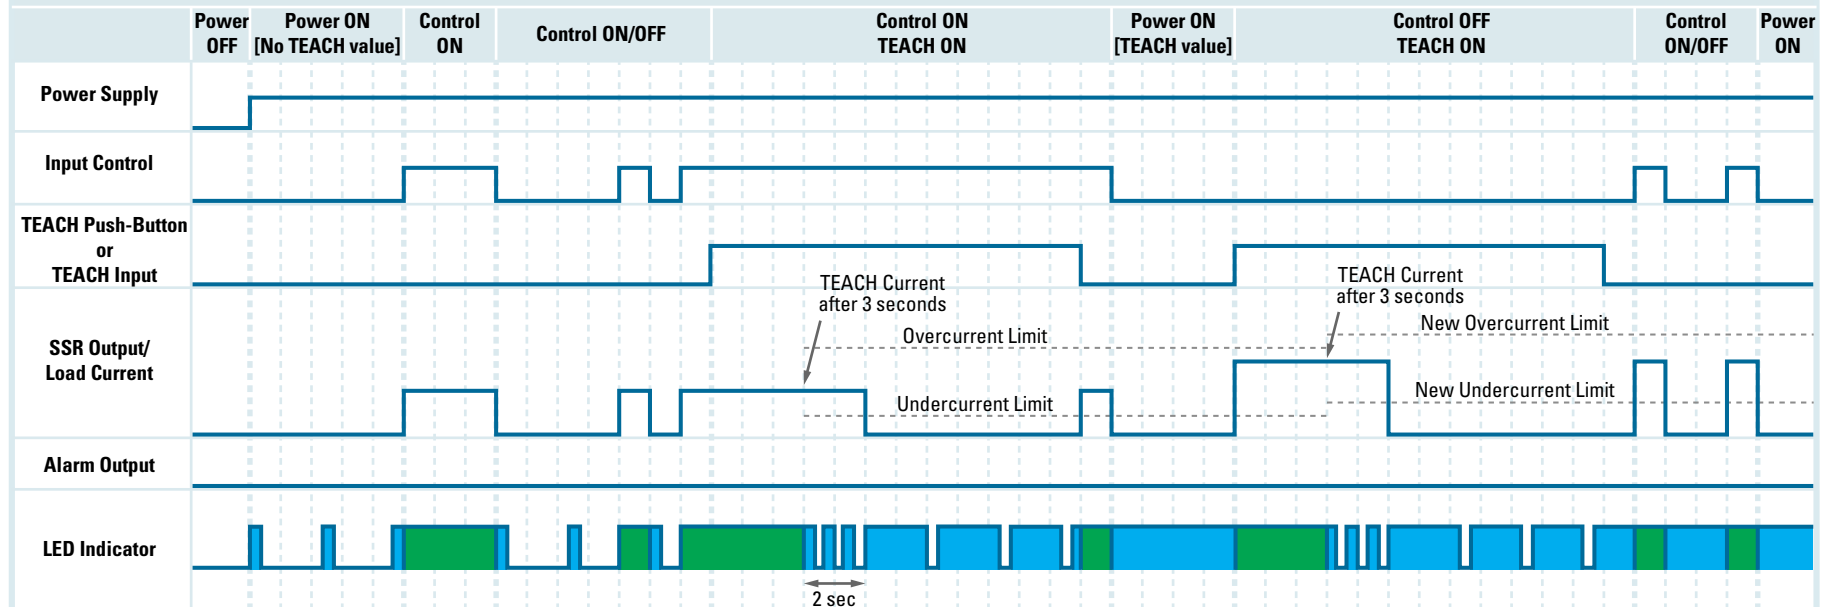 Power OFF
Power ON [No TEACH value]
Control ON
Control ON/OFF
Control ON TEACH ON
Power ON [TEACH value]
Control OFF TEACH ON
Control ON/OFF
Power ON
Power Supply
Input Control
TEACH Push-Button
or
TEACH Input
TEACH Current
after 3 seconds
TEACH Current
after 3 seconds
SSR Output/
Load Current
Overcurrent Limit
New Overcurrent Limit
Undercurrent Limit
New Undercurrent Limit
Alarm Output
LED Indicator
2 sec